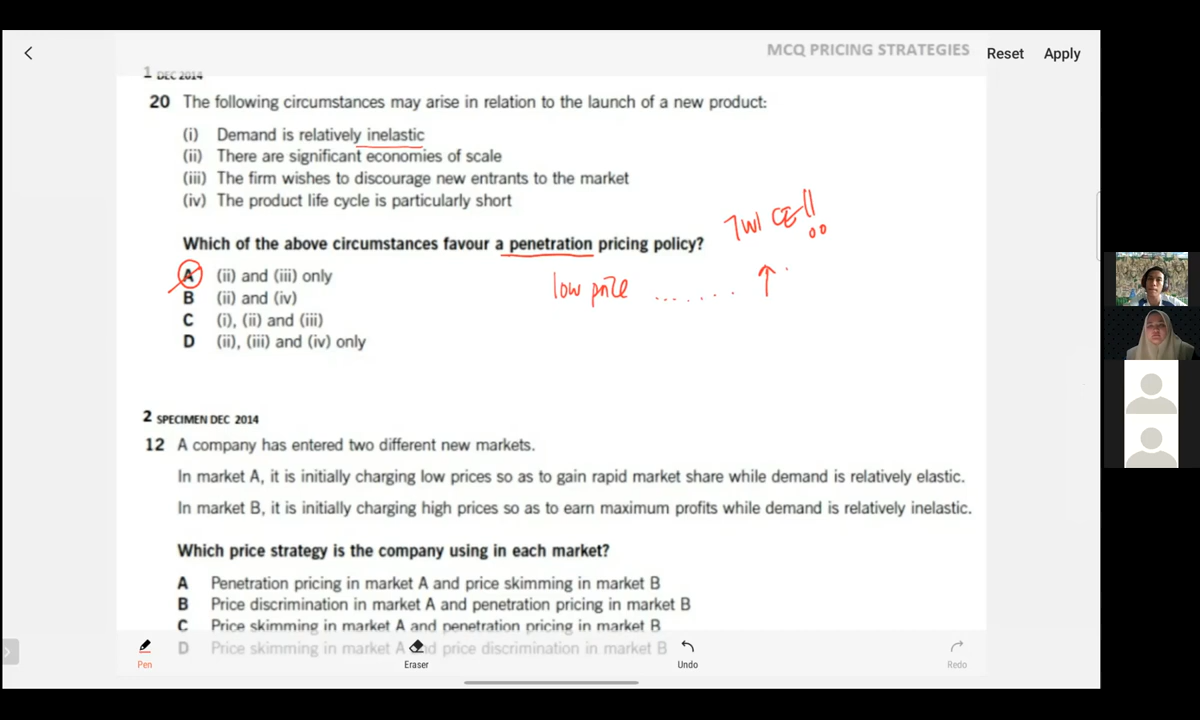 MCQ PRICING STRATEGIES
Reset
Apply
1 DEC 2014
20 The following circumstances may arise in relation to the launch of a new product:
(i) Demand is relatively inelastic
(ii) There are significant economies of scale
(iii) The firm wishes to discourage new entrants to the market
(iv) The product life cycle is particularly short
Which of the above circumstances favour a penetration pricing policy?
A (ii) and (iii) only
low price ....... ↑
B (ii) and (iv)
C (i), (ii) and (iii)
D (ii), (iii) and (iv) only
2 SPECIMEN DEC 2014
12 A company has entered two different new markets.
In market A, it is initially charging low prices so as to gain rapid market share while demand is relatively elastic.
In market B, it is initially charging high prices so as to earn maximum profits while demand is relatively inelastic.
Which price strategy is the company using in each market?
A Penetration pricing in market A and price skimming in market B
B Price discrimination in market A and penetration pricing in market B
C Price skimming in market A and penetration pricing in market B
D Price skimming in market A and price discrimination in market B
Pen
Eraser
Undo
Redo